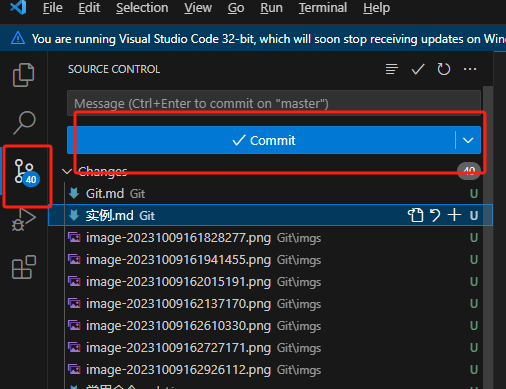 File Edit Selection View Go Run Terminal Help
You are running Visual Studio Code 32-bit, which will soon stop receiving updates on Win
SOURCE CONTROL
Message (Ctrl+Enter to commit on "master")
Commit
40
Changes 40
Git.md Git U
实例.md Git U
image-20231009161828277.png Git\imgs U
image-20231009161941455.png Git\imgs U
image-20231009162015191.png Git\imgs U
image-20231009162137170.png Git\imgs U
image-20231009162610330.png Git\imgs U
image-20231009162727171.png Git\imgs U
image-20231009162926112.png Git\imgs U